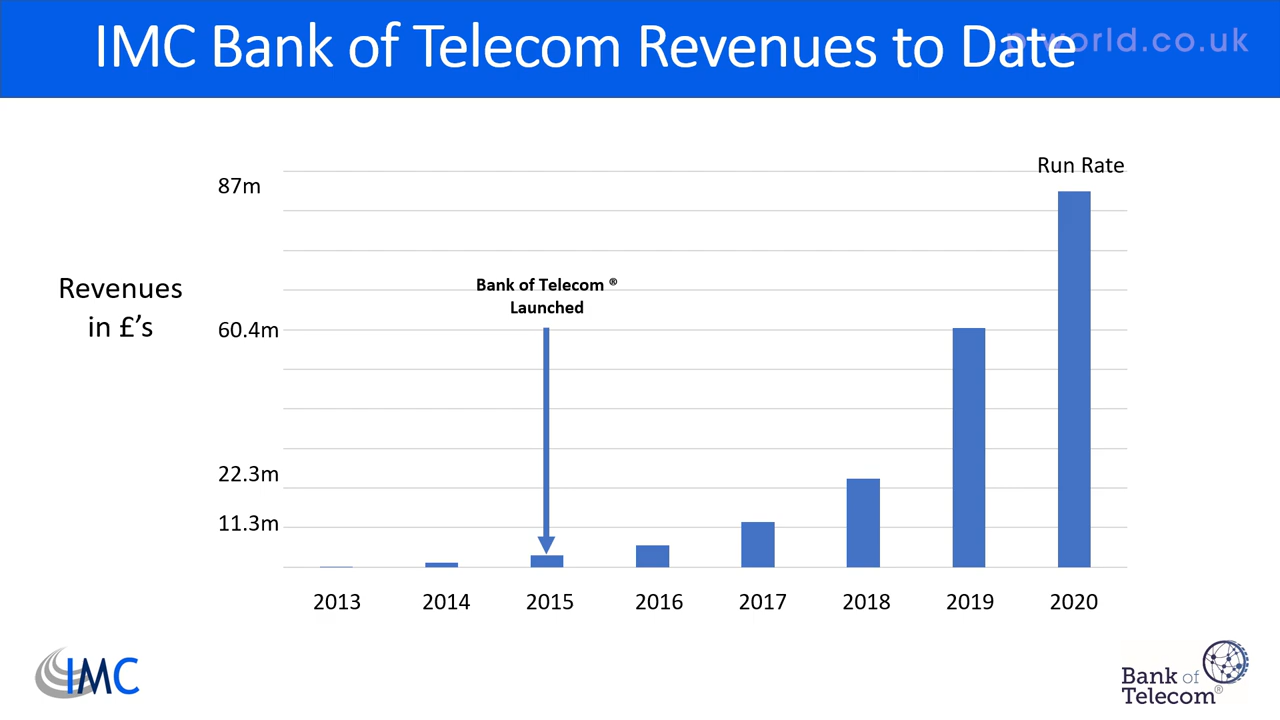 IMC Bank of Telecom Revenues to Date
world.co.uk
Run Rate
87m
Bank of Telecom ®
Launched
Revenues
in £’s
60.4m
22.3m
11.3m
2013 2014 2015 2016 2017 2018 2019 2020
IMC
Bank of
Telecom®